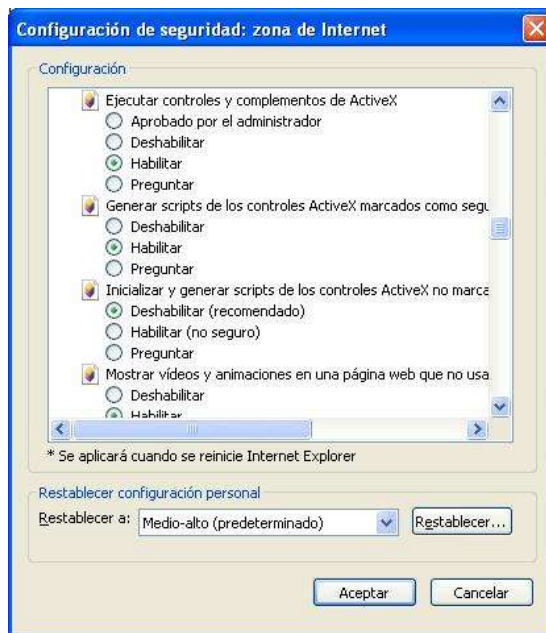 Configuración de seguridad: zona de Internet
Configuración
Ejecutar controles y complementos de ActiveX
Aprobado por el administrador
Deshabilitar
Habilitar
Preguntar
Generar scripts de los controles ActiveX marcados como segu
Deshabilitar
Habilitar
Preguntar
Inicializar y generar scripts de los controles ActiveX no marca
Deshabilitar (recomendado)
Habilitar (no seguro)
Preguntar
Mostrar vídeos y animaciones en una página web que no usa
Deshabilitar
Habilitar
* Se aplicará cuando se reinicie Internet Explorer
Restablecer configuración personal
Restablecer a: Medio-alto (predeterminado) Restablecer...
Aceptar Cancelar